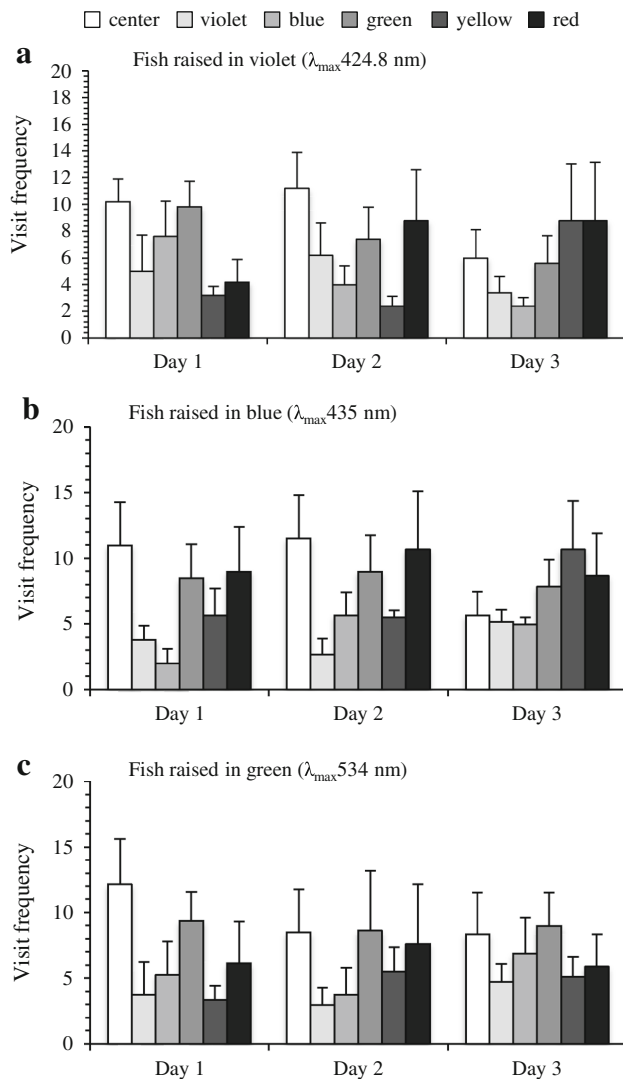 center violet blue green yellow red
a Fish raised in violet (λmax424.8 nm)
20
18
16
14
12
10
8
6
4
2
0
Visit frequency
Day 1 Day 2 Day 3
b Fish raised in blue (λmax435 nm)
20
15
10
5
0
Visit frequency
Day 1 Day 2 Day 3
c Fish raised in green (λmax534 nm)
20
15
10
5
0
Visit frequency
Day 1 Day 2 Day 3